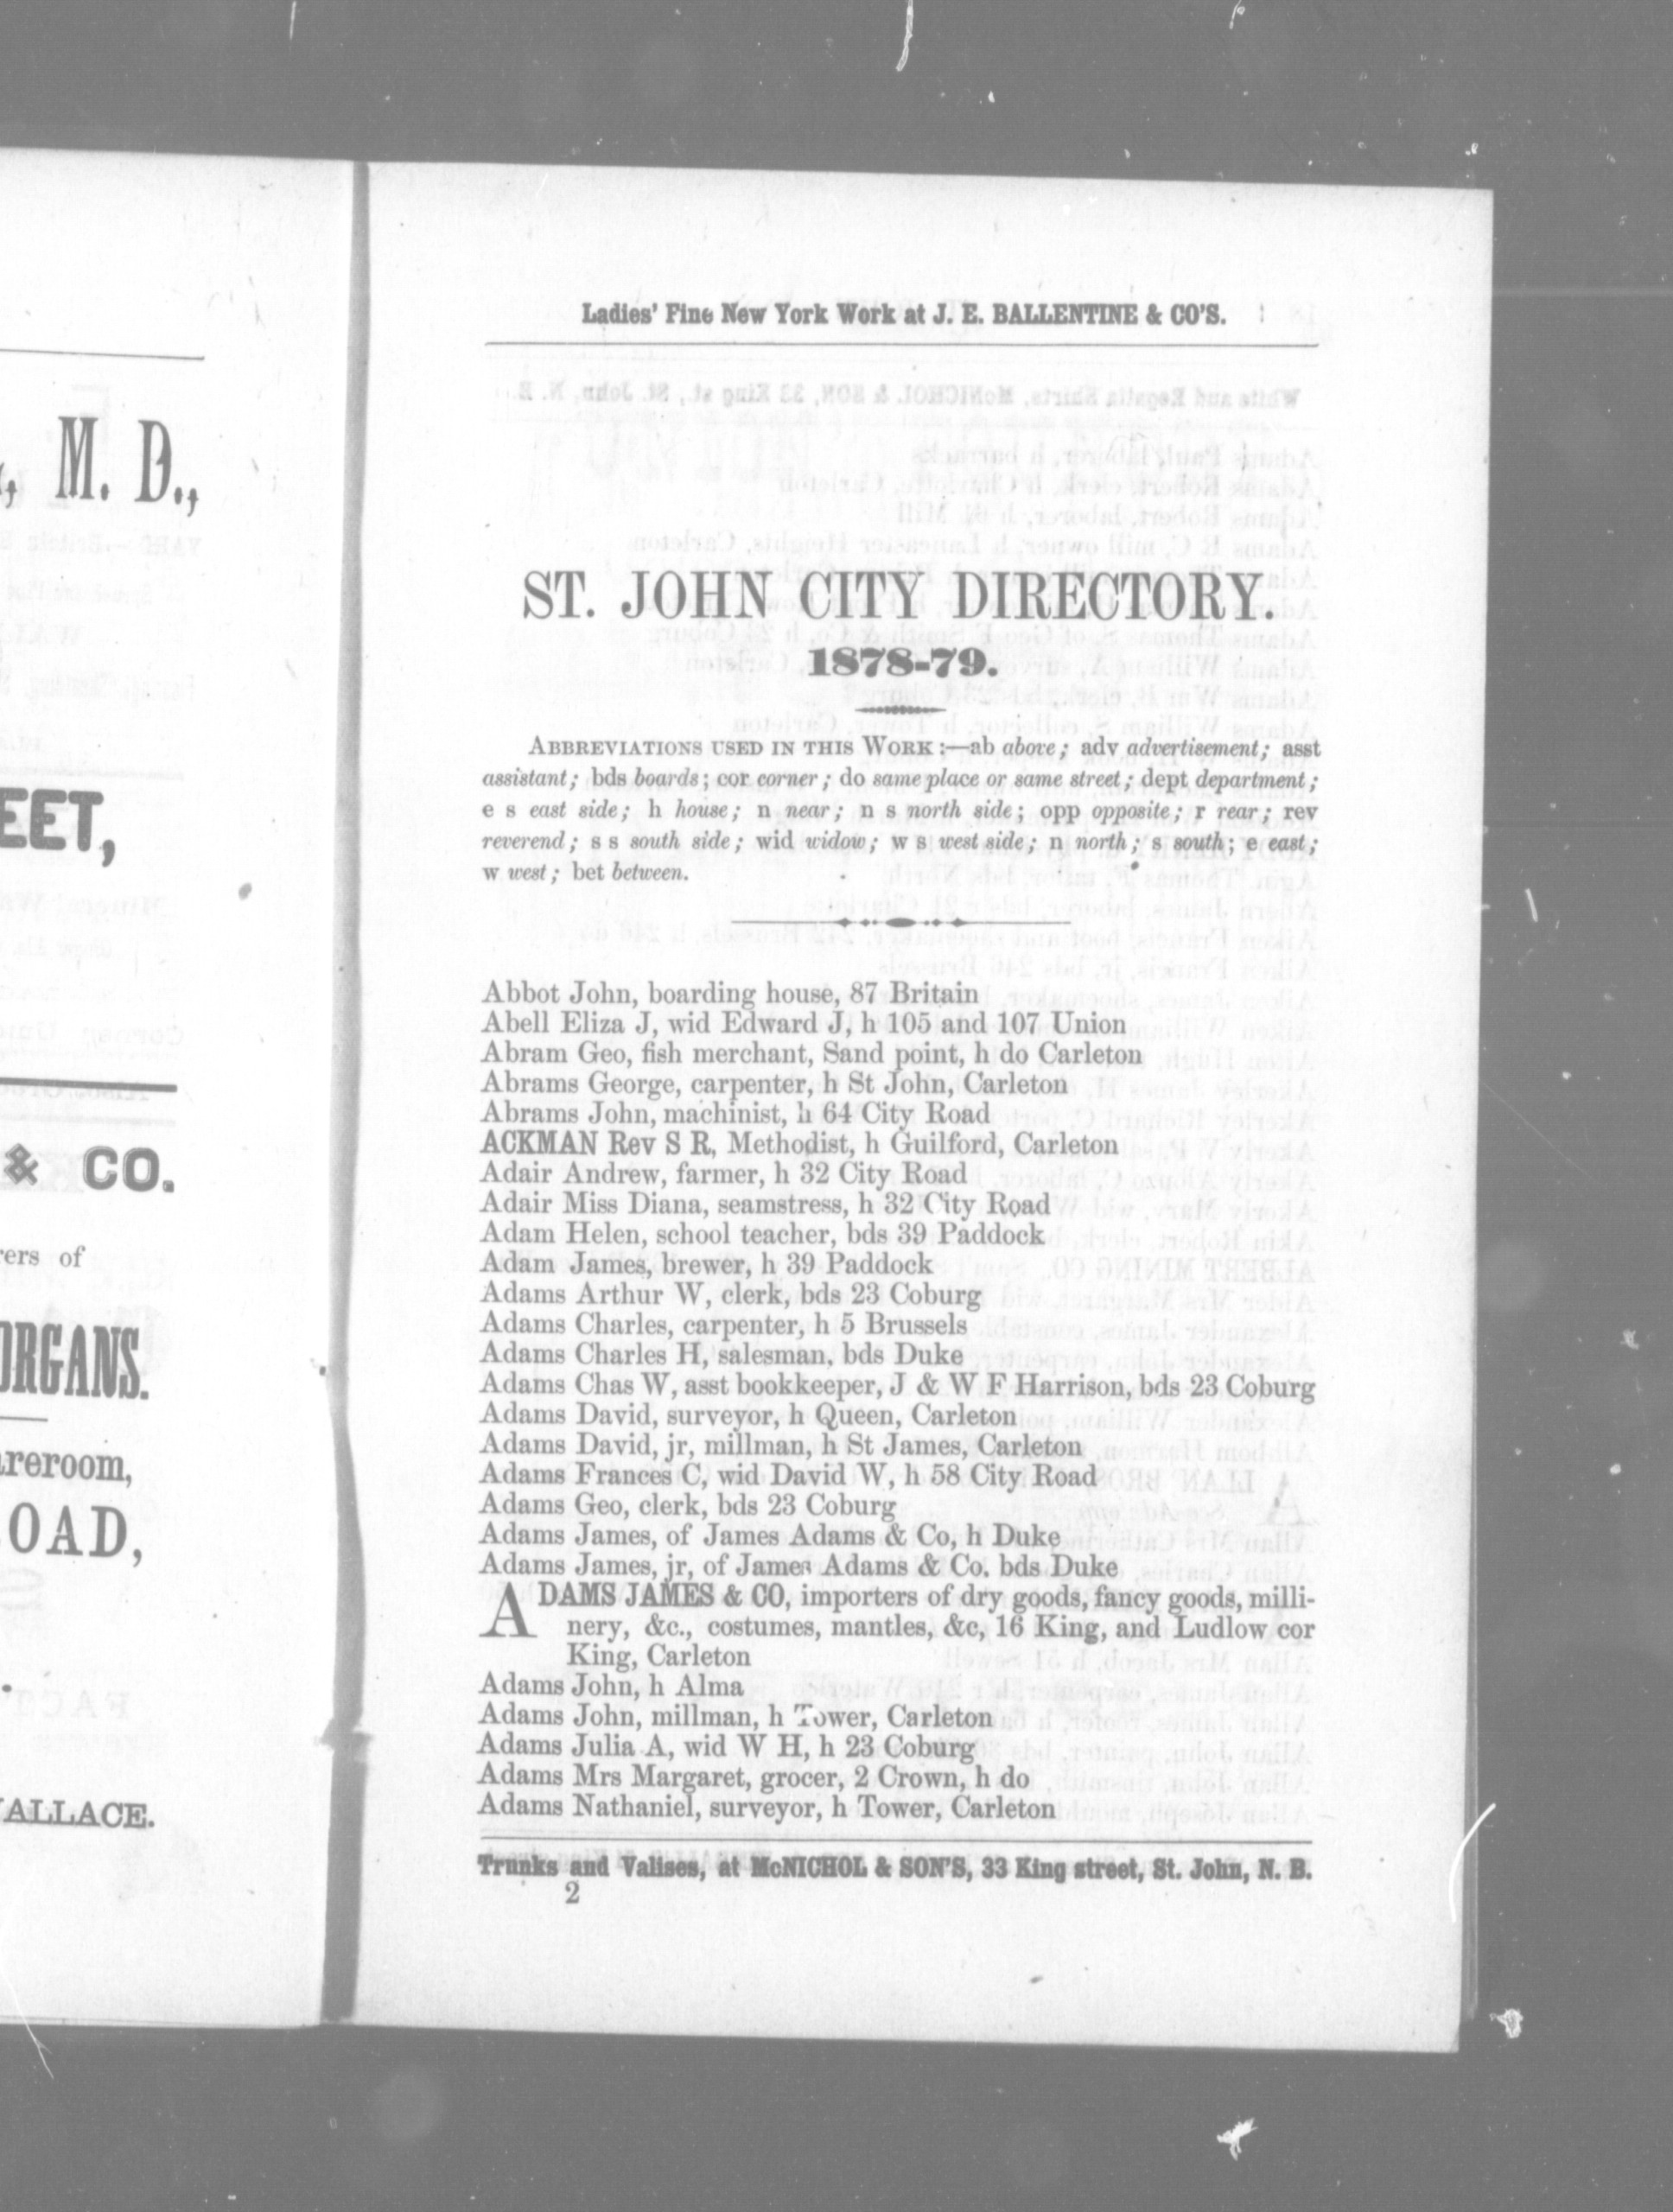 M. D.,
EET,
& CO.
rers of
ORGANS.
areroom,
OAD,
WALLACE.
Ladies' Fine New York Work at J. E. BALLENTINE & CO'S.
ST. JOHN CITY DIRECTORY.
1878-79.
ABBREVIATIONS USED IN THIS WORK :—ab above; adv advertisement; asst
assistant; bds boards; cor corner; do same place or same street; dept department;
e s east side; h house; n near; n s north side; opp opposite; r rear; rev
reverend; s s south side; wid widow; w s west side; n north; s south; e east;
w west; bet between.
Abbot John, boarding house, 87 Britain
Abell Eliza J, wid Edward J, h 105 and 107 Union
Abram Geo, fish merchant, Sand point, h do Carleton
Abrams George, carpenter, h St John, Carleton
Abrams John, machinist, h 64 City Road
ACKMAN Rev S R, Methodist, h Guilford, Carleton
Adair Andrew, farmer, h 32 City Road
Adair Miss Diana, seamstress, h 32 City Road
Adam Helen, school teacher, bds 39 Paddock
Adam James, brewer, h 39 Paddock
Adams Arthur W, clerk, bds 23 Coburg
Adams Charles, carpenter, h 5 Brussels
Adams Charles H, salesman, bds Duke
Adams Chas W, asst bookkeeper, J & W F Harrison, bds 23 Coburg
Adams David, surveyor, h Queen, Carleton
Adams David, jr, millman, h St James, Carleton
Adams Frances C, wid David W, h 58 City Road
Adams Geo, clerk, bds 23 Coburg
Adams James, of James Adams & Co, h Duke
Adams James, jr, of James Adams & Co. bds Duke
ADAMS JAMES & CO, importers of dry goods, fancy goods, milli-
nery, &c., costumes, mantles, &c, 16 King, and Ludlow cor
King, Carleton
Adams John, h Alma
Adams John, millman, h Tower, Carleton
Adams Julia A, wid W H, h 23 Coburg
Adams Mrs Margaret, grocer, 2 Crown, h do
Adams Nathaniel, surveyor, h Tower, Carleton
Trunks and Valises, at McNICHOL & SON'S, 33 King street, St. John, N. B.
2